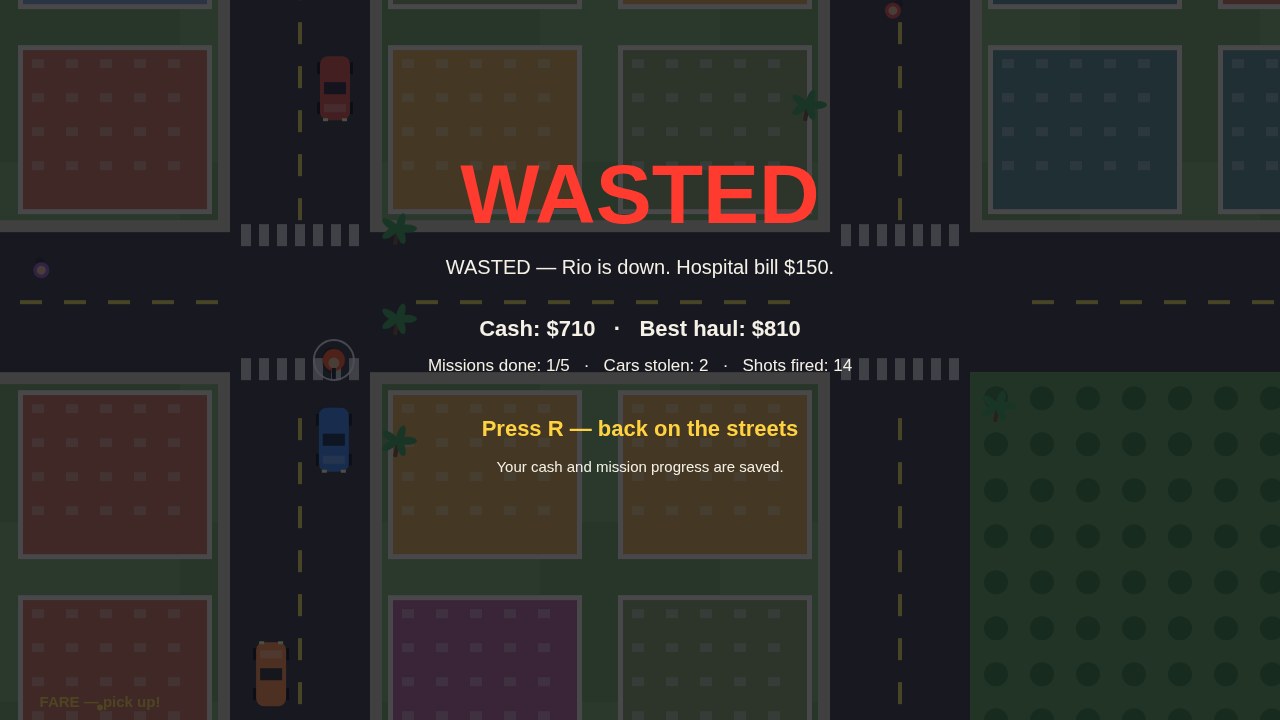 WASTED
WASTED — Rio is down. Hospital bill $150.
Cash: $710 · Best haul: $810
Missions done: 1/5 · Cars stolen: 2 · Shots fired: 14
Press R — back on the streets
Your cash and mission progress are saved.
FARE — pick up!